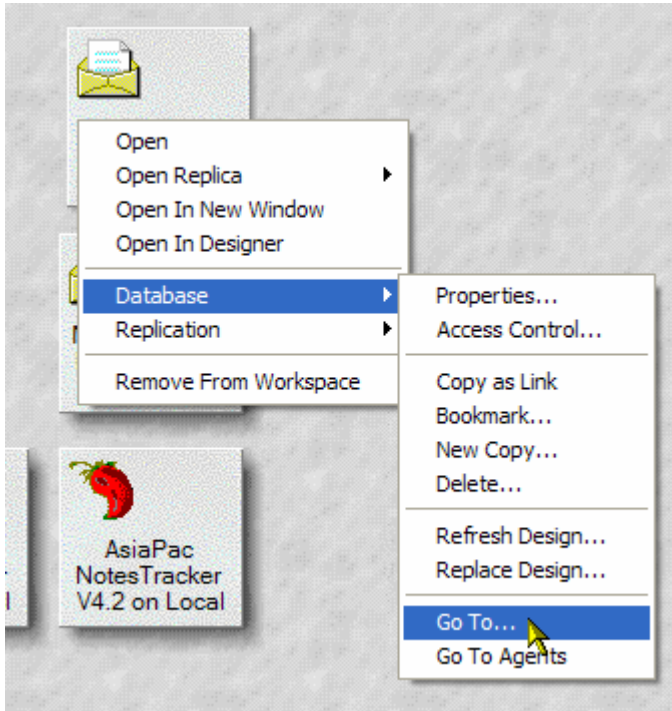 Open
Open Replica
Open In New Window
Open In Designer
Database
Replication
Remove From Workspace
Properties...
Access Control...
Copy as Link
Bookmark...
New Copy...
Delete...
Refresh Design...
Replace Design...
Go To...
Go To Agents
AsiaPac
NotesTracker
V4.2 on Local